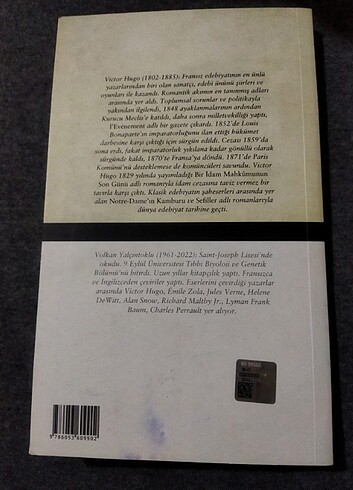 Victor Hugo (1802-1885): Fransız edebiyatının en ünlü
yazarlarından biri olan sanatçı, edebi ününü şiirleri ve
oyunları ile kazandı. Romantik akımın en tanınmış adları
arasında yer aldı. Toplumsal sorunlar ve politikayla
yakından ilgilendi, 1848 ayaklanmalarının ardından
Kurucu Meclis'e katıldı, daha sonra milletvekilliği yaptı,
l'Evénement adlı bir gazete çıkardı. 1852'de Louis
Bonaparte'ın imparatorluğunu ilan ettiği hükümet
darbesine karşı çıktığı için sürgün edildi. Cezası 1859'da
sona erdi, fakat imparatorluk yıkılana kadar gönüllü olarak
sürgünde kaldı, 1870'te Fransa'ya döndü. 1871'de Paris
Komünü'nü desteklemese de komüncüleri savundu. Victor
Hugo 1829 yılında yayımladığı Bir İdam Mahkûmunun
Son Günü adlı romanıyla idam cezasına taviz vermez bir
tavırla karşı çıktı. Klasik edebiyatın şaheserleri arasında yer
alan Notre-Dame'ın Kamburu ve Sefiller adlı romanlarıyla
dünya edebiyat tarihine geçti.
Volkan Yalçıntoklu (1961-2022): Saint-Joseph Lisesi'nde
okudu. 9 Eylül Üniversitesi Tıbbi Biyoloji ve Genetik
Bölümü'nü bitirdi. Uzun yıllar kitapçılık yaptı. Fransızca
ve İngilizceden çeviriler yaptı. Eserlerini çevirdiği yazarlar
arasında Victor Hugo, Émile Zola, Jules Verne, Helene
DeWitt, Alan Snow, Richard Maltby Jr., Lyman Frank
Baum, Charles Perrault yer alıyor.
9 786053 609902